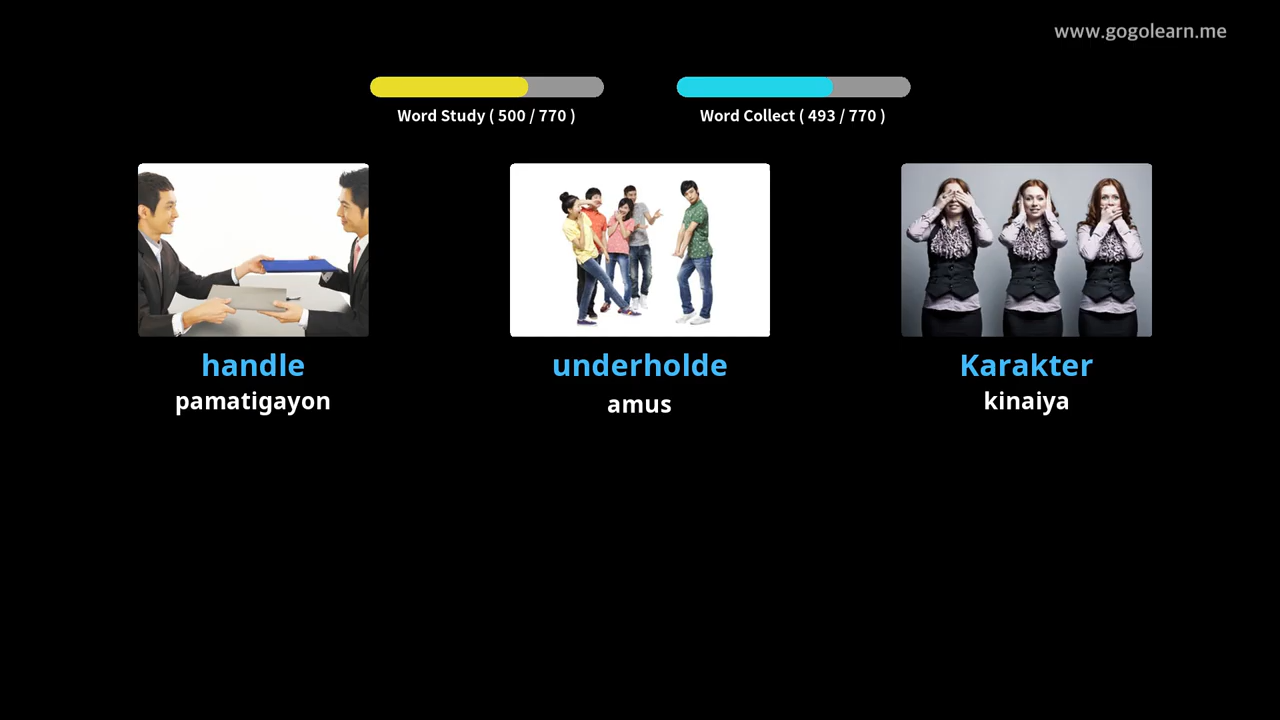 www.gogolearn.me
Word Study ( 500 / 770 )
Word Collect ( 493 / 770 )
handle
underholde
Karakter
pamatigayon
amus
kinaiya